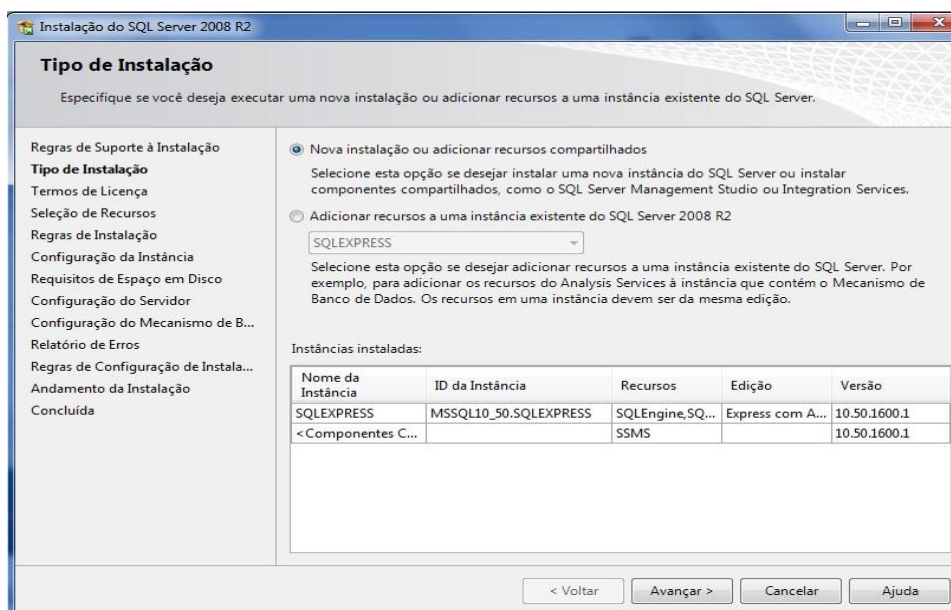 Instalação do SQL Server 2008 R2
Tipo de Instalação
Especifique se você deseja executar uma nova instalação ou adicionar recursos a uma instância existente do SQL Server.
Regras de Suporte à Instalação
Tipo de Instalação
Termos de Licença
Seleção de Recursos
Regras de Instalação
Configuração da Instância
Requisitos de Espaço em Disco
Configuração do Servidor
Configuração do Mecanismo de B...
Relatório de Erros
Regras de Configuração de Instala...
Andamento da Instalação
Concluída
Nova instalação ou adicionar recursos compartilhados
Selecione esta opção se desejar instalar uma nova instância do SQL Server ou instalar
componentes compartilhados, como o SQL Server Management Studio ou Integration Services.
Adicionar recursos a uma instância existente do SQL Server 2008 R2
SQLEXPRESS
Selecione esta opção se desejar adicionar recursos a uma instância existente do SQL Server. Por
exemplo, para adicionar os recursos do Analysis Services à instância que contém o Mecanismo de
Banco de Dados. Os recursos em uma instância devem ser da mesma edição.
Instâncias instaladas:
Nome da
Instância ID da Instância Recursos Edição Versão
SQLEXPRESS MSSQL10_50.SQLEXPRESS SQLEngine,SQ... Express com A... 10.50.1600.1
<Componentes C... SSMS 10.50.1600.1
< Voltar Avançar > Cancelar Ajuda